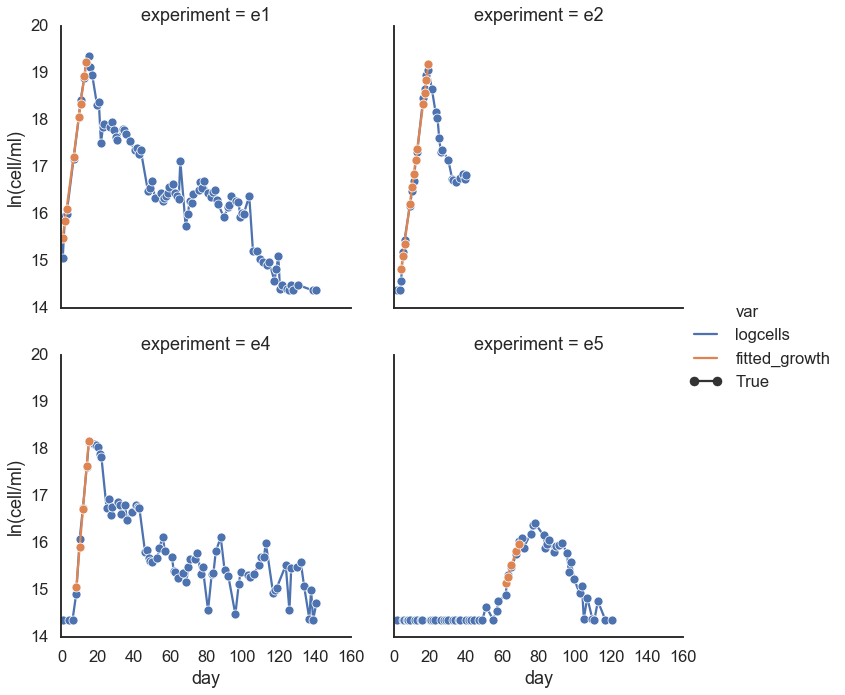 experiment = e1
experiment = e2
20
19
18
17
16
15
14
ln(cell/ml)
var
logcells
fitted_growth
True
experiment = e4
experiment = e5
20
19
18
17
16
15
14
ln(cell/ml)
0 20 40 60 80 100 120 140 160
0 20 40 60 80 100 120 140 160
day
day